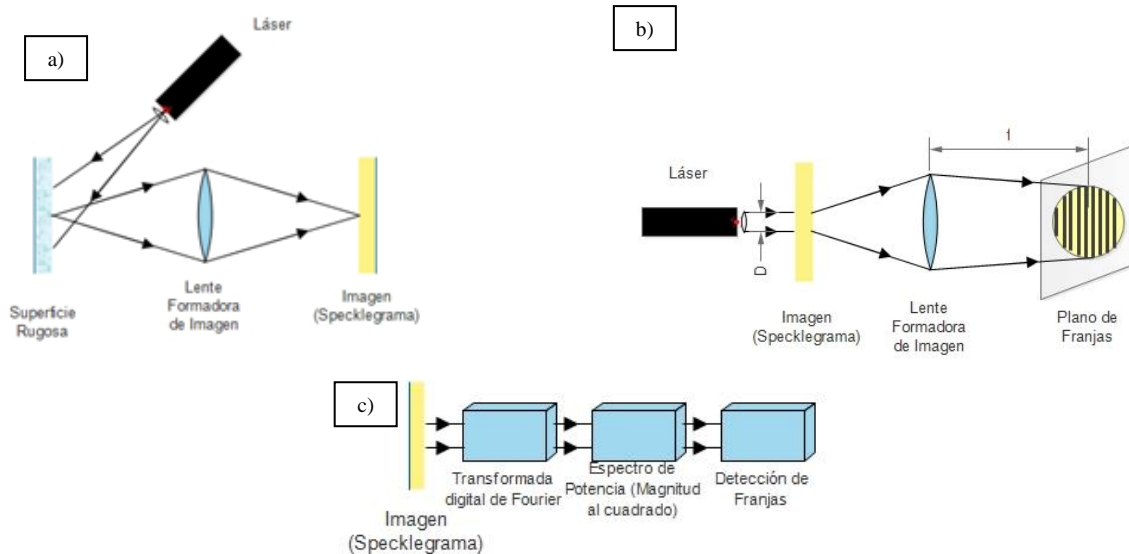 a)
Láser
Superficie
Rugosa
Lente
Formadora
de Imagen
Imagen
(Specklegrama)
b)
Láser
D
f
Imagen
(Specklegrama)
Lente
Formadora
de Imagen
Plano de
Franjas
c)
Imagen
(Specklegrama)
Transformada
digital de Fourier
Espectro de
Potencia (Magnitud
al cuadrado)
Detección de
Franjas